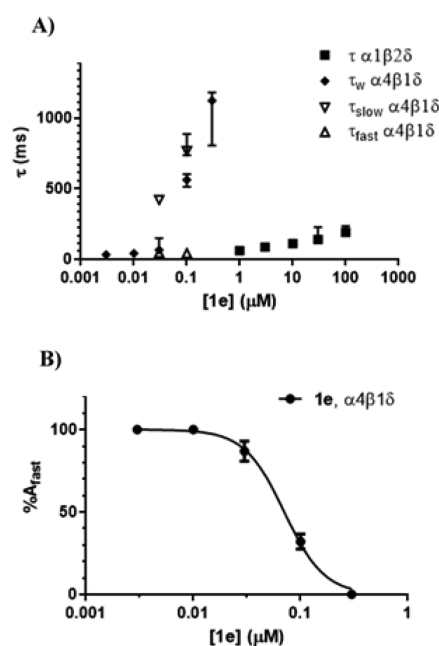 A)
τ α1β2δ
τw α4β1δ
τslow α4β1δ
τfast α4β1δ
τ (ms)
1000
500
0
0.001 0.01 0.1 1 10 100 1000
[1e] (μM)
B)
1e, α4β1δ
%Afast
100
50
0
0.001 0.01 0.1 1
[1e] (μM)